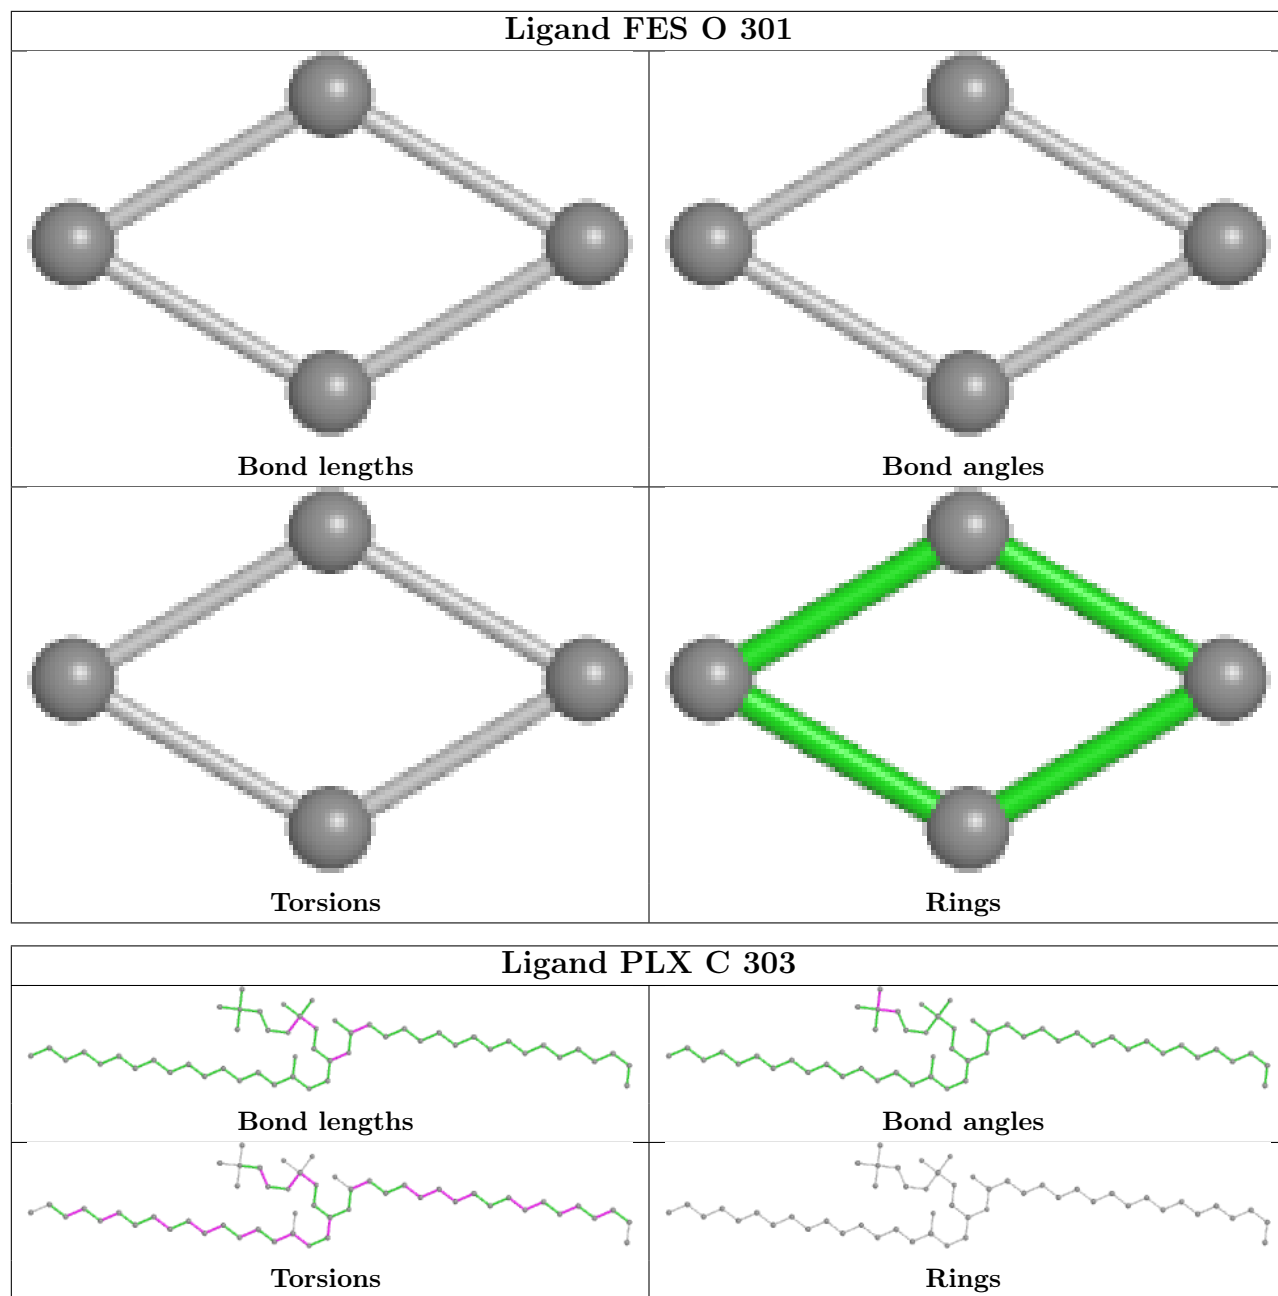 Ligand FES O 301
Bond lengths
Bond angles
Torsions
Rings
Ligand PLX C 303
Bond lengths
Bond angles
Torsions
Rings